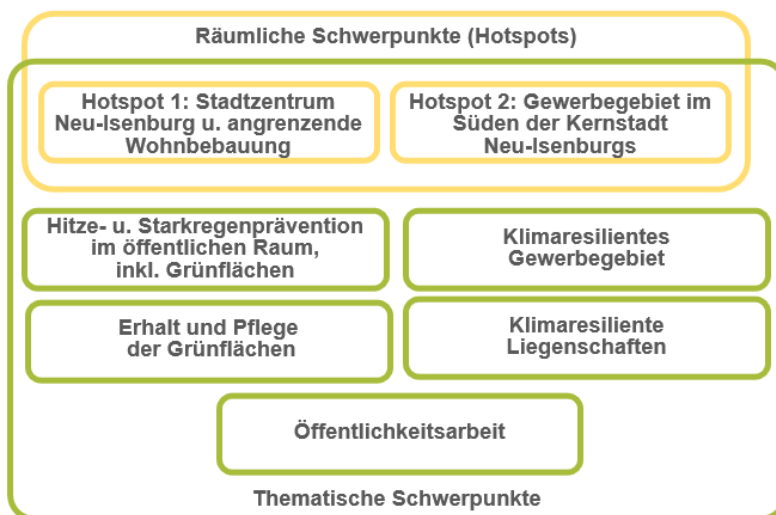 Räumliche Schwerpunkte (Hotspots)
Hotspot 1: Stadtzentrum
Neu-Isenburg u. angrenzende
Wohnbebauung
Hotspot 2: Gewerbegebiet im
Süden der Kernstadt
Neu-Isenburgs
Hitze- u. Starkregenprävention
im öffentlichen Raum,
inkl. Grünflächen
Klimaresilientes
Gewerbegebiet
Erhalt und Pflege
der Grünflächen
Klimaresiliente
Liegenschaften
Öffentlichkeitsarbeit
Thematische Schwerpunkte